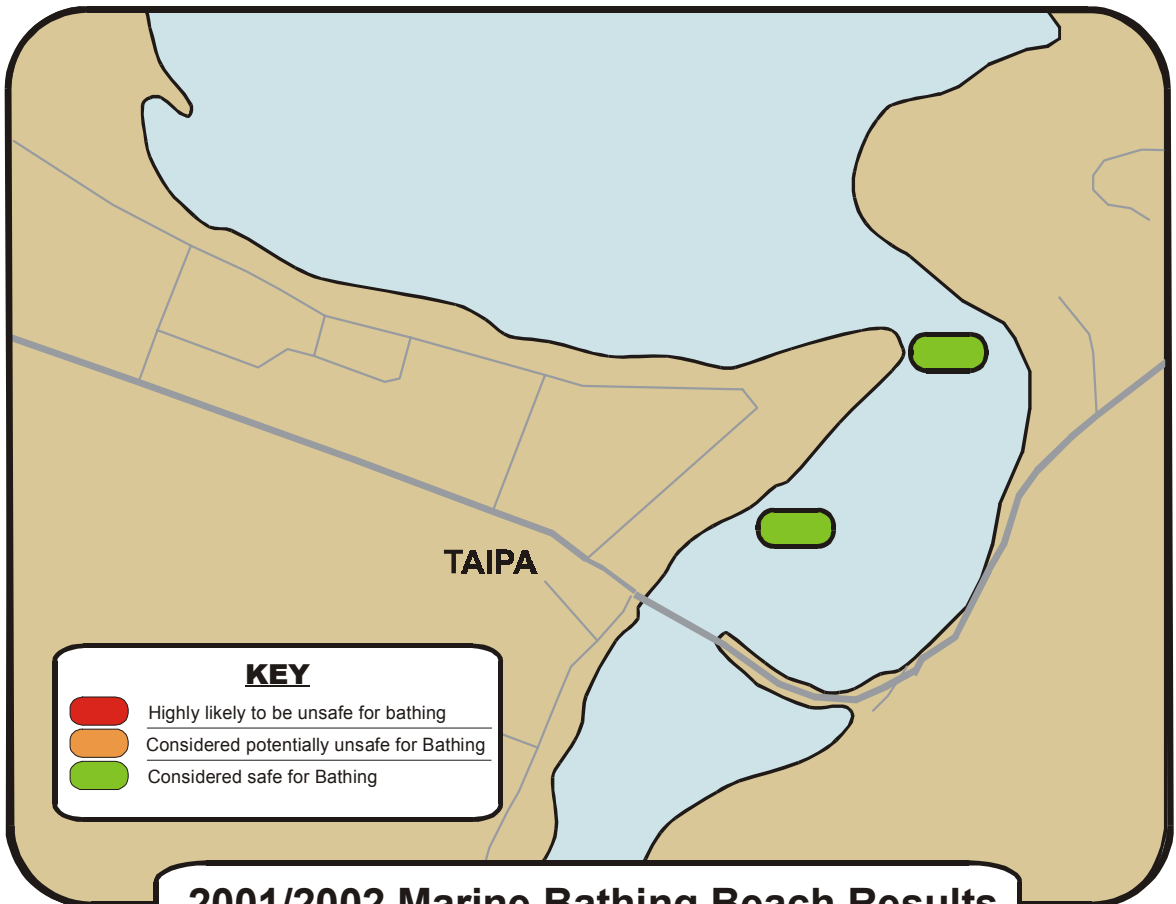 TAIPA
KEY
Highly likely to be unsafe for bathing
Considered potentially unsafe for Bathing
Considered safe for Bathing
2001/2002 Marine Bathing Beach Results